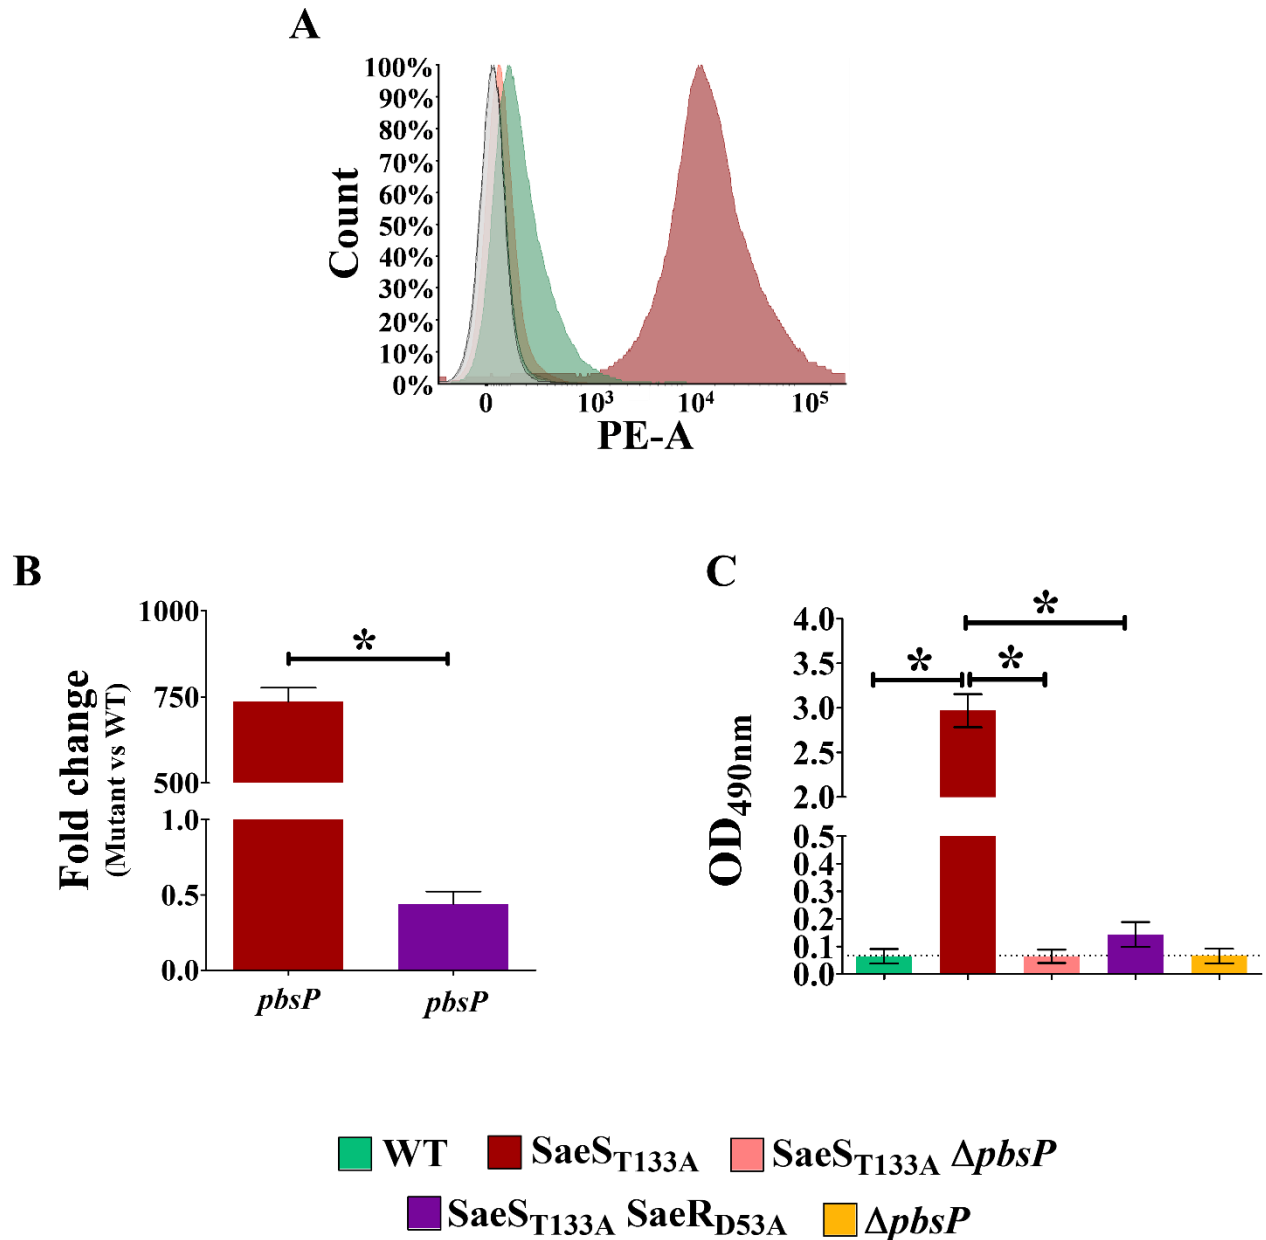 A
100%
90%
80%
70%
60%
50%
40%
30%
20%
10%
0%
Count
0 10³ 10⁴ 10⁵
PE-A
B
1000
750
500
1.0
0.5
0.0
Fold change
(Mutant vs WT)
*
pbsP pbsP
C
4.0
3.5
3.0
2.5
2.0
0.5
0.4
0.3
0.2
0.1
0.0
OD490nm
*
* *
WT SaeST133A SaeST133A ΔpbsP
SaeST133A SaeRD53A ΔpbsP